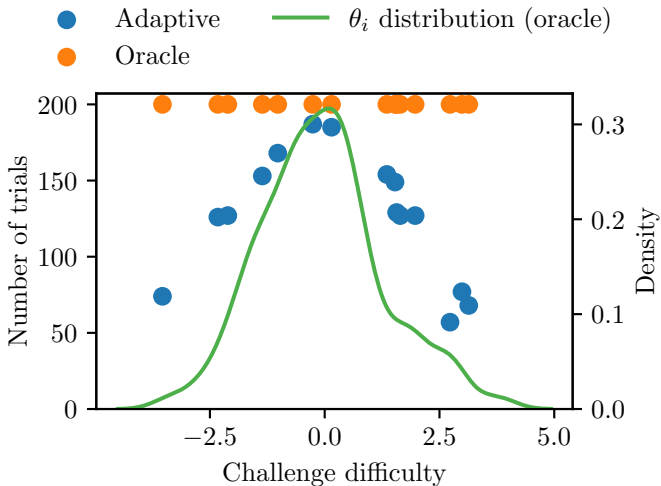 Adaptive
θᵢ distribution (oracle)
Oracle
200
150
100
50
0
Number of trials
0.3
0.2
0.1
0.0
Density
−2.5
0.0
2.5
5.0
Challenge difficulty